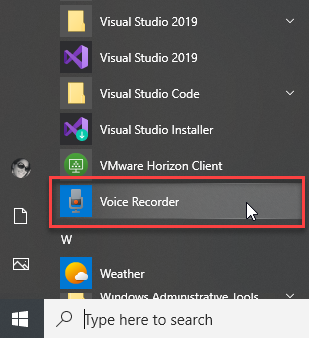 Visual Studio 2019
Visual Studio 2019
Visual Studio Code
Visual Studio Installer
VMware Horizon Client
Voice Recorder
W
Weather
Windows Administrative Tools
Type here to search